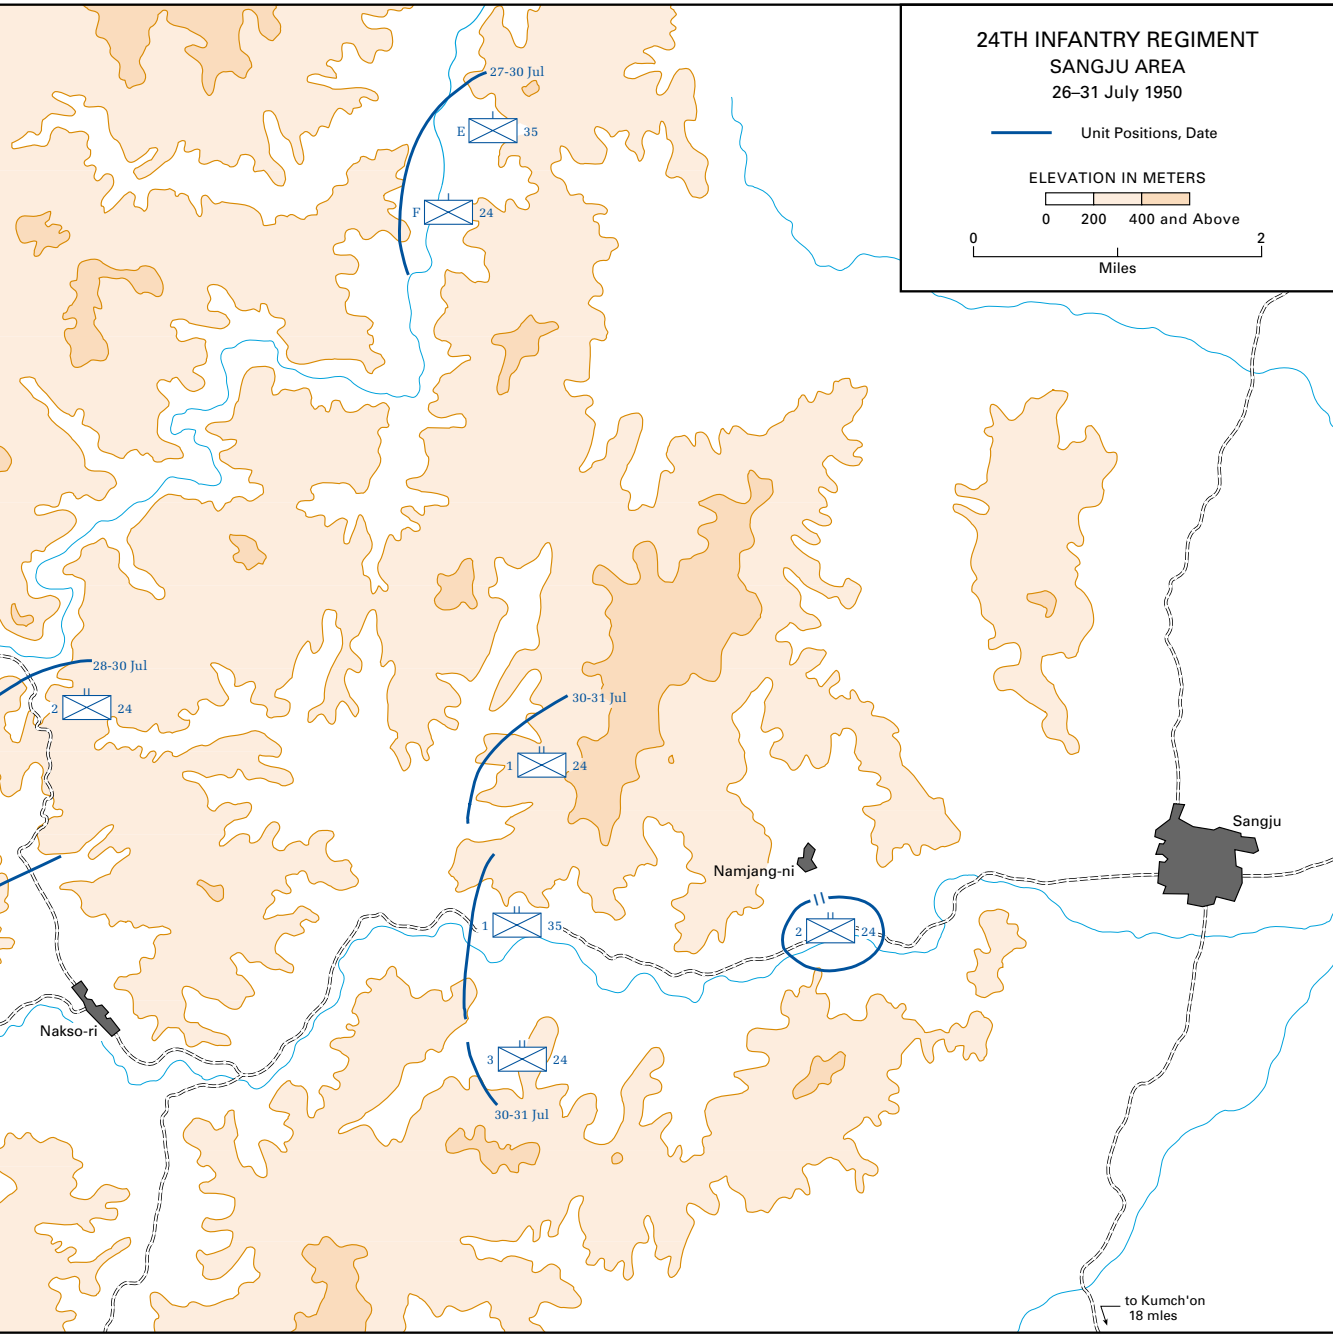 24TH INFANTRY REGIMENT
SANGJU AREA
26–31 July 1950
Unit Positions, Date
ELEVATION IN METERS
0 200 400 and Above
0 2
Miles
27-30 Jul
E 35
F 24
28-30 Jul
2 24
30-31 Jul
1 24
Sangju
Namjang-ni
1 35
2 24
Nakso-ri
3 24
30-31 Jul
to Kumch'on
18 mles